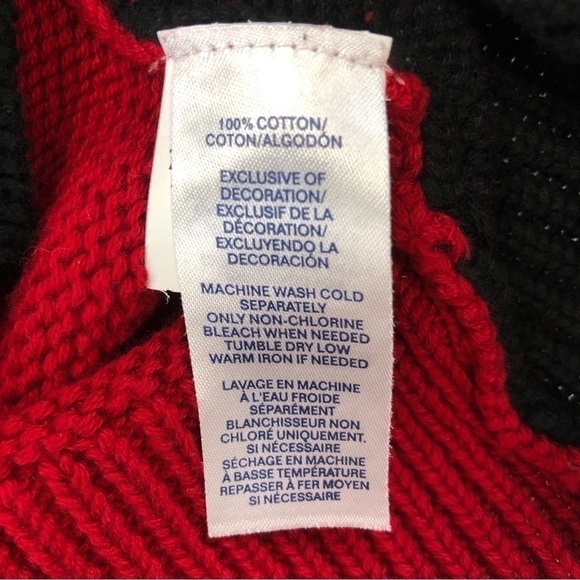 100% COTTON/
COTON/ALGODÓN
EXCLUSIVE OF
DECORATION/
EXCLUSIF DE LA
DÉCORATION/
EXCLUYENDO LA
DECORACIÓN
MACHINE WASH COLD
SEPARATELY
ONLY NON-CHLORINE
BLEACH WHEN NEEDED
TUMBLE DRY LOW
WARM IRON IF NEEDED
LAVAGE EN MACHINE
À L'EAU FROIDE
SÉPARÉMENT
BLANCHISSEUR NON
CHLORÉ UNIQUEMENT.
SI NÉCESSAIRE
SÉCHAGE EN MACHINE
À BASSE TEMPÉRATURE
REPASSER À FER MOYEN
SI NÉCESSAIRE